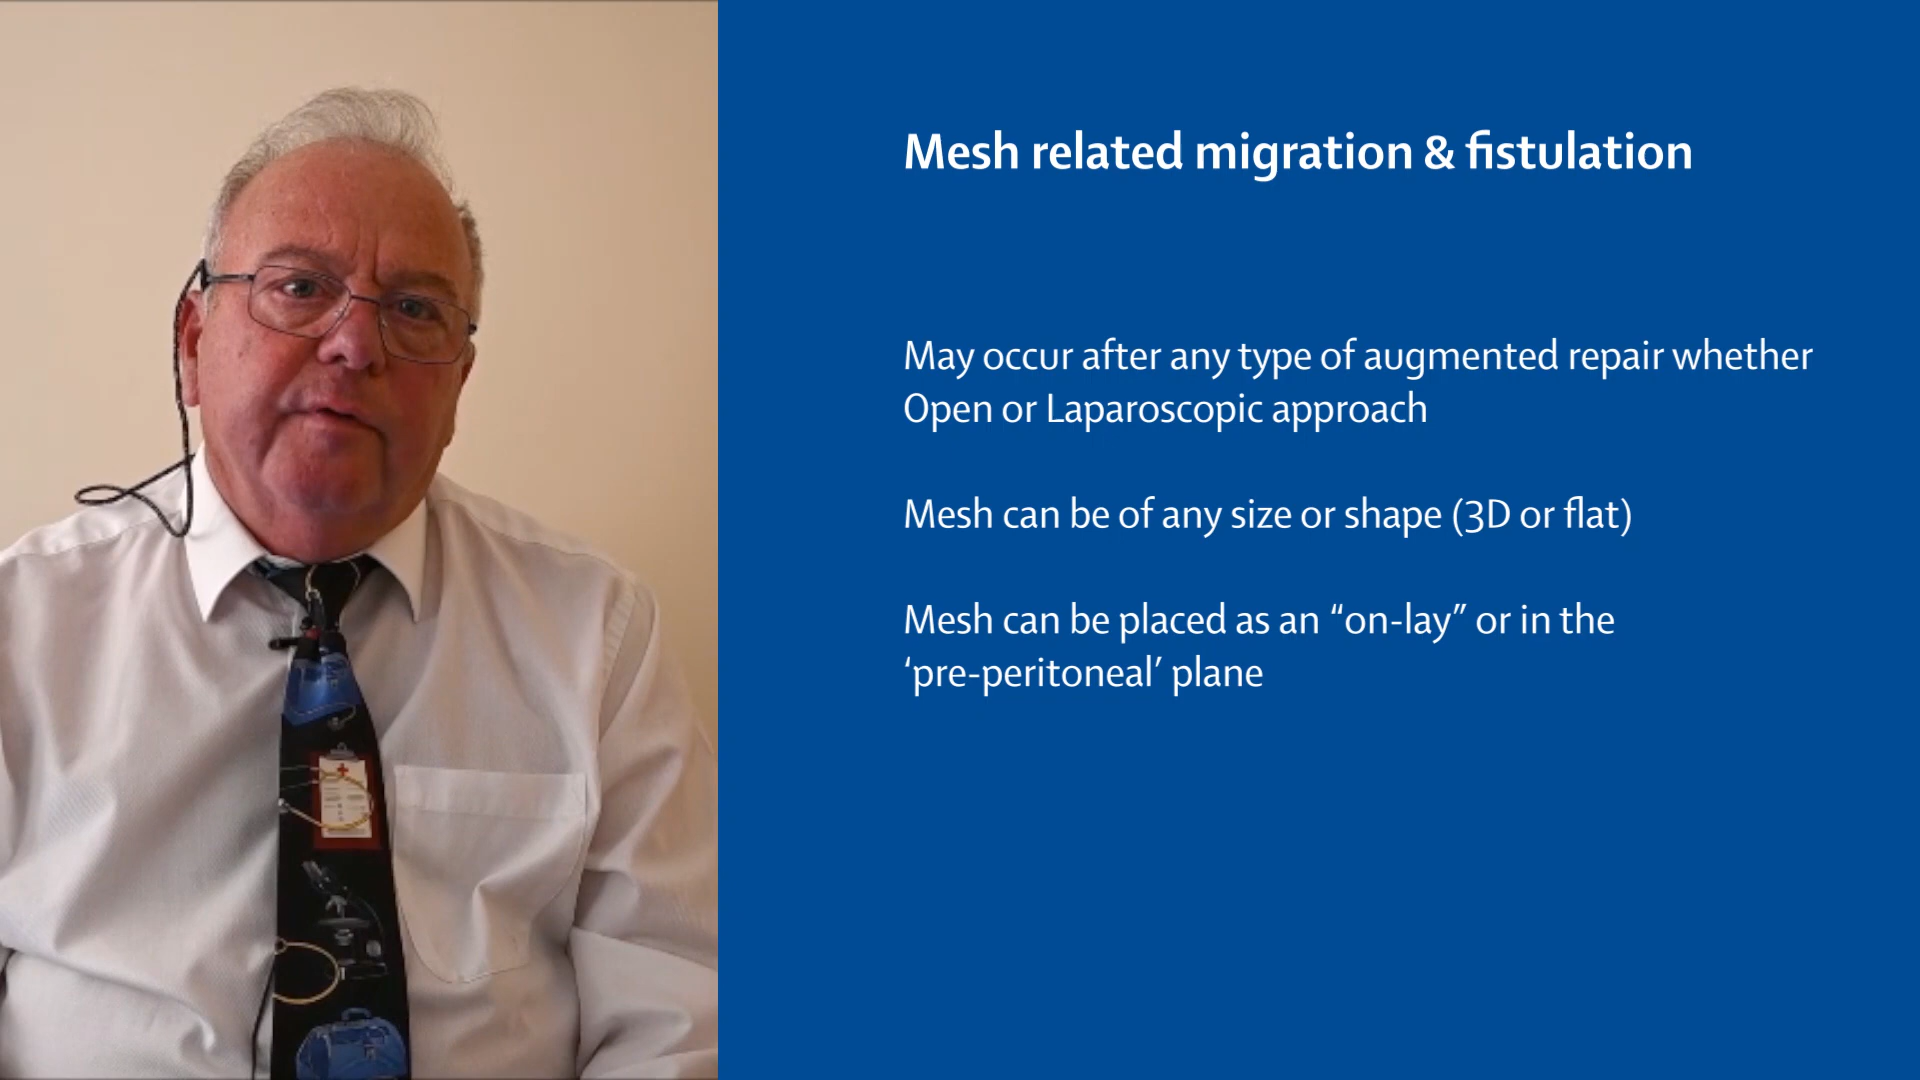 Mesh related migration & fistulation
May occur after any type of augmented repair whether
Open or Laparoscopic approach
Mesh can be of any size or shape (3D or flat)
Mesh can be placed as an “on-lay” or in the
‘pre-peritoneal’ plane